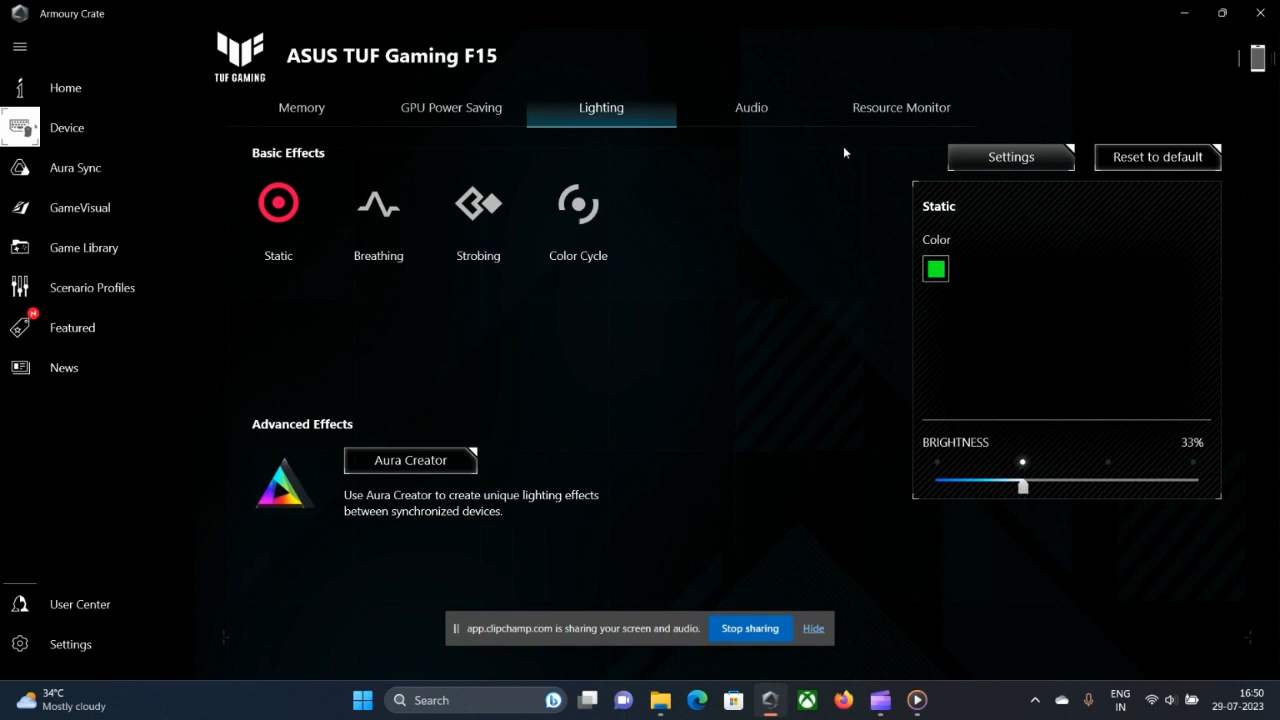 Armoury Crate
TUF GAMING
ASUS TUF Gaming F15
Home
Device
Aura Sync
GameVisual
Game Library
Scenario Profiles
N
Featured
News
User Center
Settings
Memory
GPU Power Saving
Lighting
Audio
Resource Monitor
Basic Effects
Static
Breathing
Strobing
Color Cycle
Settings
Reset to default
Static
Color
BRIGHTNESS
33%
Advanced Effects
Aura Creator
Use Aura Creator to create unique lighting effects
between synchronized devices.
app.clipchamp.com is sharing your screen and audio.
Stop sharing
Hide
34°C
Mostly cloudy
Search
ENG
IN
16:50
29-07-2023